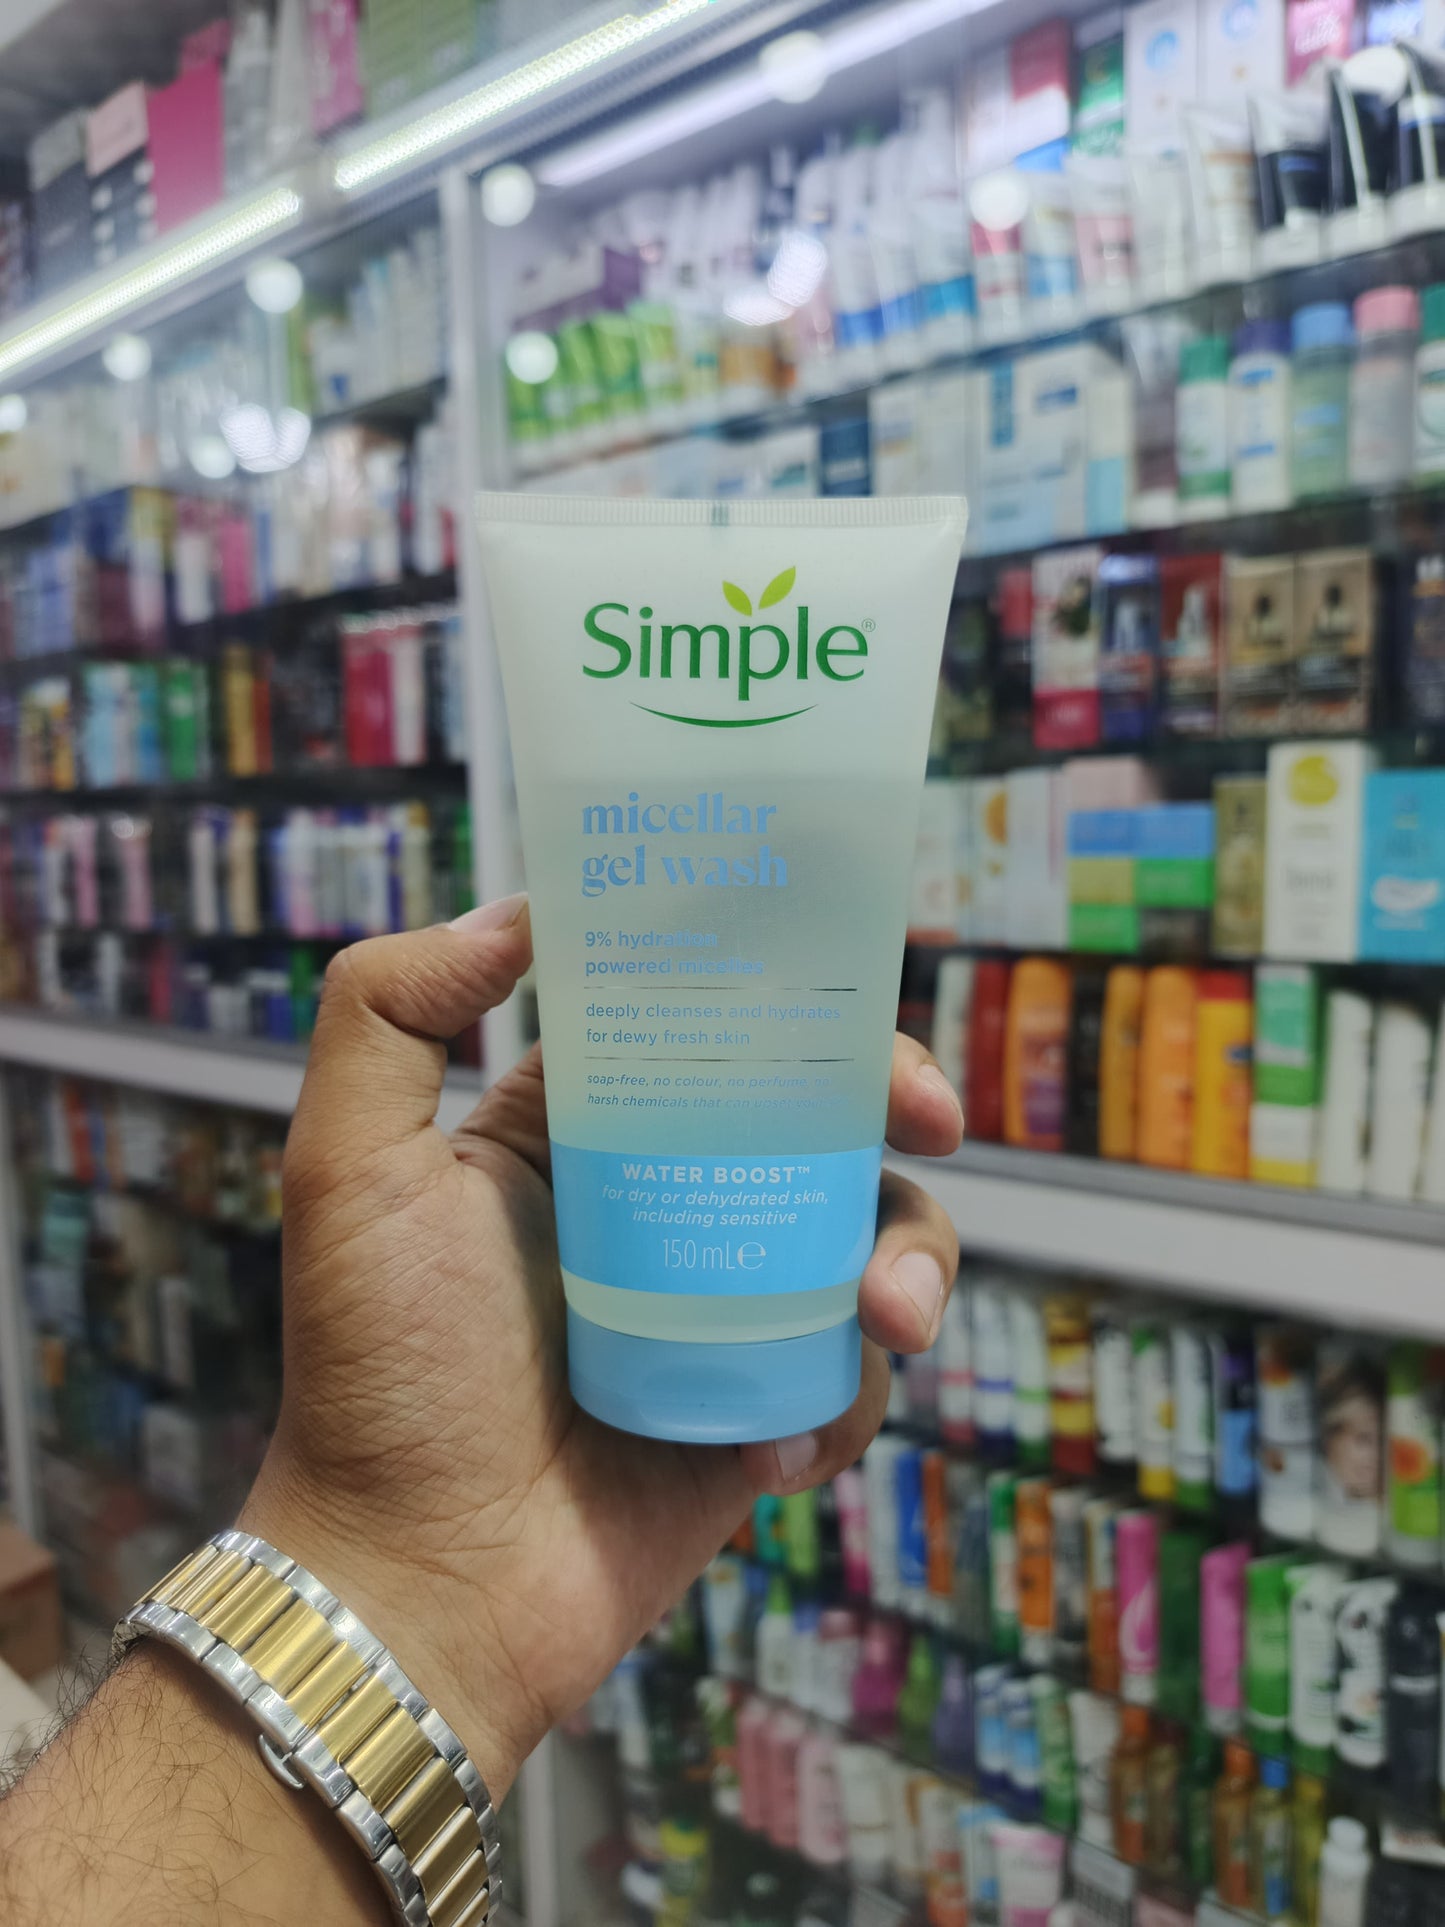 Simple®
micellar
gel wash
9% hydration
powered micelles
deeply cleanses and hydrates
for dewy fresh skin
soap-free, no colour, no perfume, no
harsh chemicals that can upset your
WATER BOOST™
for dry or dehydrated skin,
including sensitive
150 mL℮